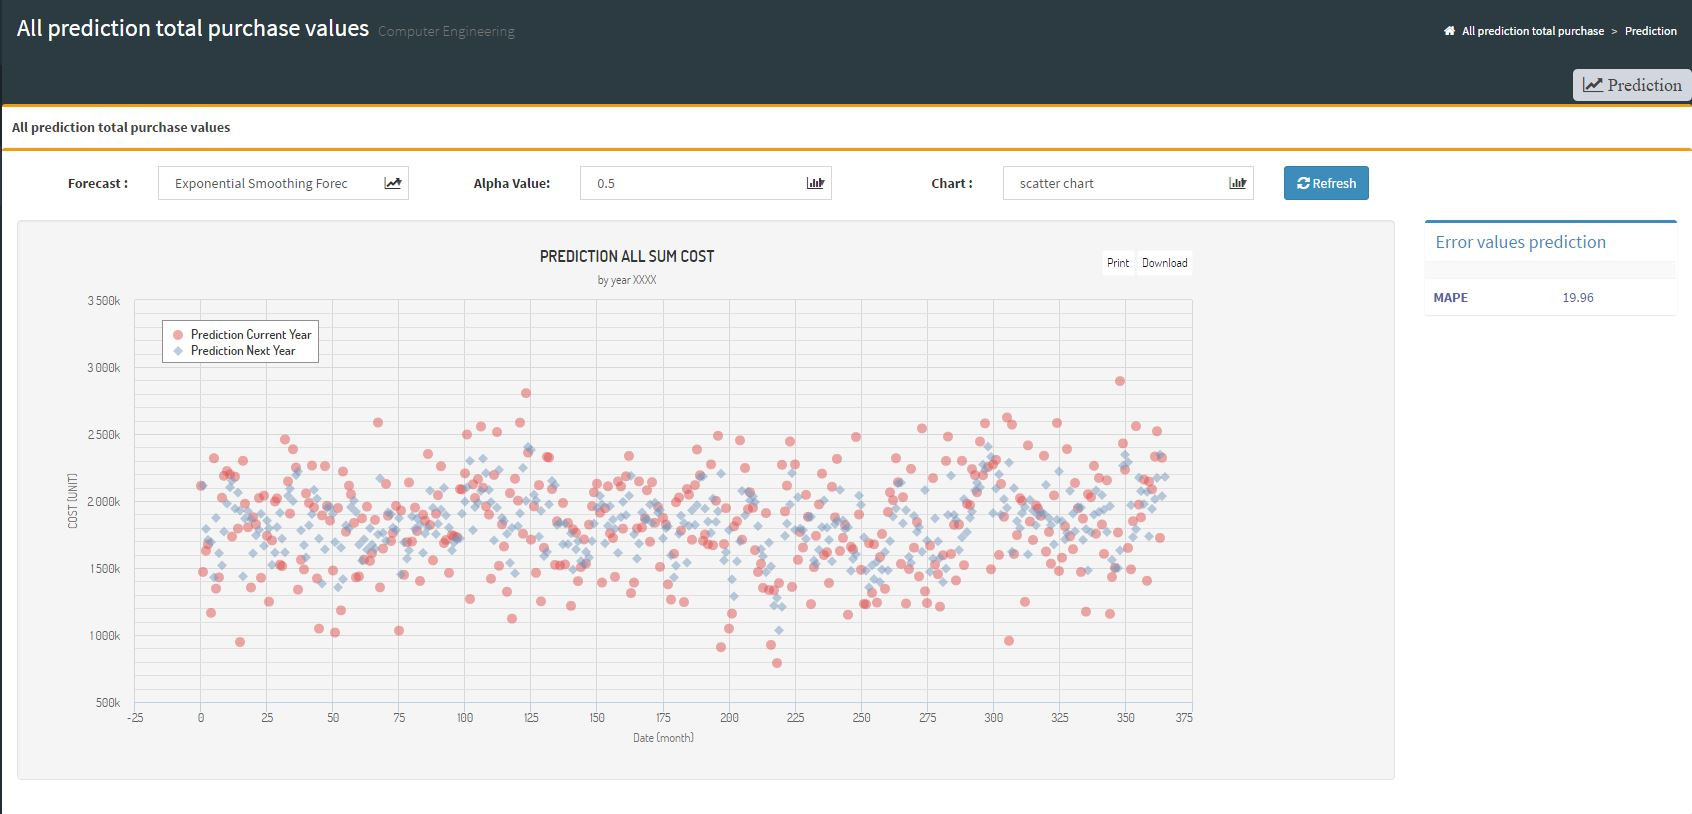 All prediction total purchase values Computer Engineering
All prediction total purchase > Prediction
Prediction
All prediction total purchase values
Forecast : Exponential Smoothing Forec Alpha Value: 0.5 Chart : scatter chart Refresh
PREDICTION ALL SUM COST
by year XXXX
Print Download
Prediction Current Year
Prediction Next Year
COST (UNIT)
3 500k
3 000k
2 500k
2 000k
1 500k
1 000k
500k
-25 0 25 50 75 100 125 150 175 200 225 250 275 300 325 350 375
Date (month)
Error values prediction
MAPE 19.96